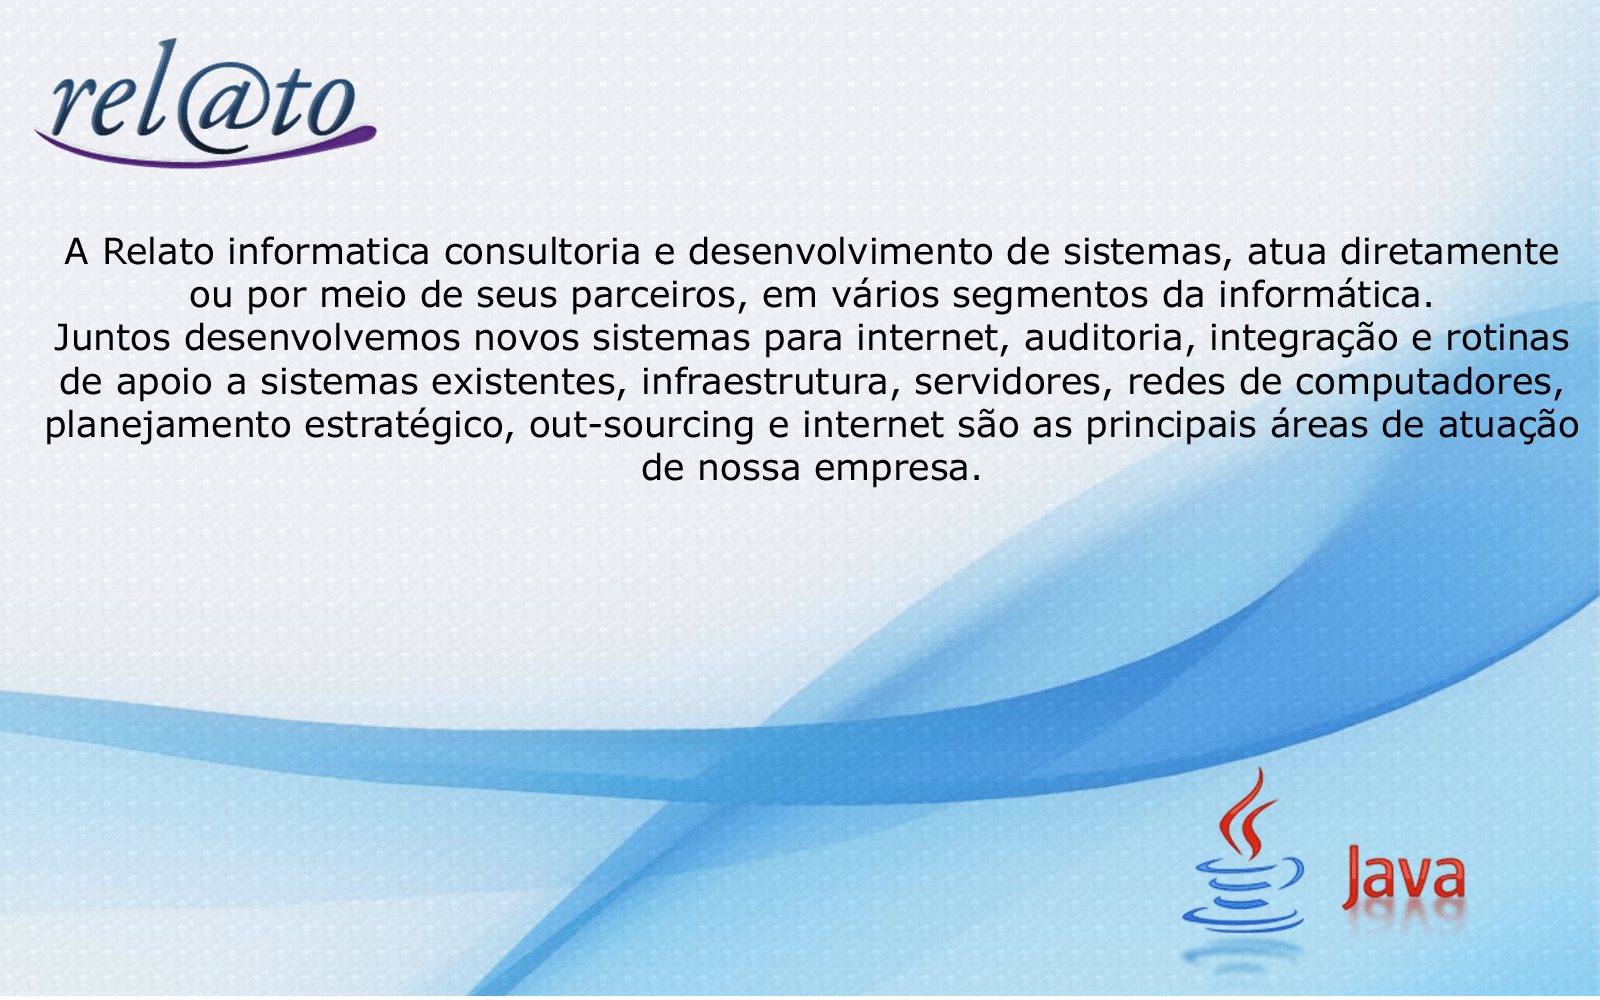 rel@to
A Relato informatica consultoria e desenvolvimento de sistemas, atua diretamente
ou por meio de seus parceiros, em vários segmentos da informática.
Juntos desenvolvemos novos sistemas para internet, auditoria, integração e rotinas
de apoio a sistemas existentes, infraestrutura, servidores, redes de computadores,
planejamento estratégico, out-sourcing e internet são as principais áreas de atuação
de nossa empresa.
Java